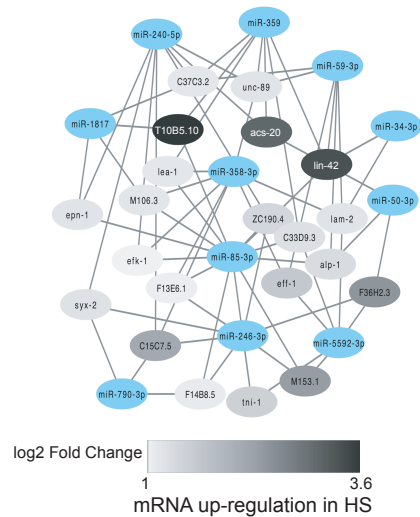 miR-240-5p
miR-359
miR-59-3p
C37C3.2
unc-89
miR-1817
T10B5.10
acs-20
miR-34-3p
lin-42
lea-1
miR-358-3p
M106.3
miR-50-3p
epn-1
ZC190.4
lam-2
C33D9.3
efk-1
miR-85-3p
alp-1
F13E6.1
eff-1
F36H2.3
syx-2
miR-246-3p
C15C7.5
miR-5592-3p
M153.1
miR-790-3p
F14B8.5
tni-1
log2 Fold Change
1 3.6
mRNA up-regulation in HS